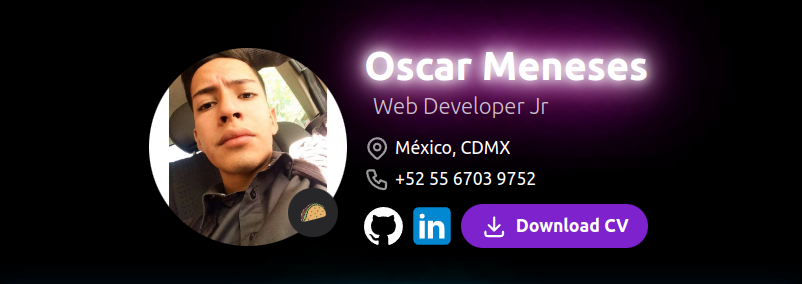 Oscar Meneses
Web Developer Jr
México, CDMX
+52 55 6703 9752
in
Download CV